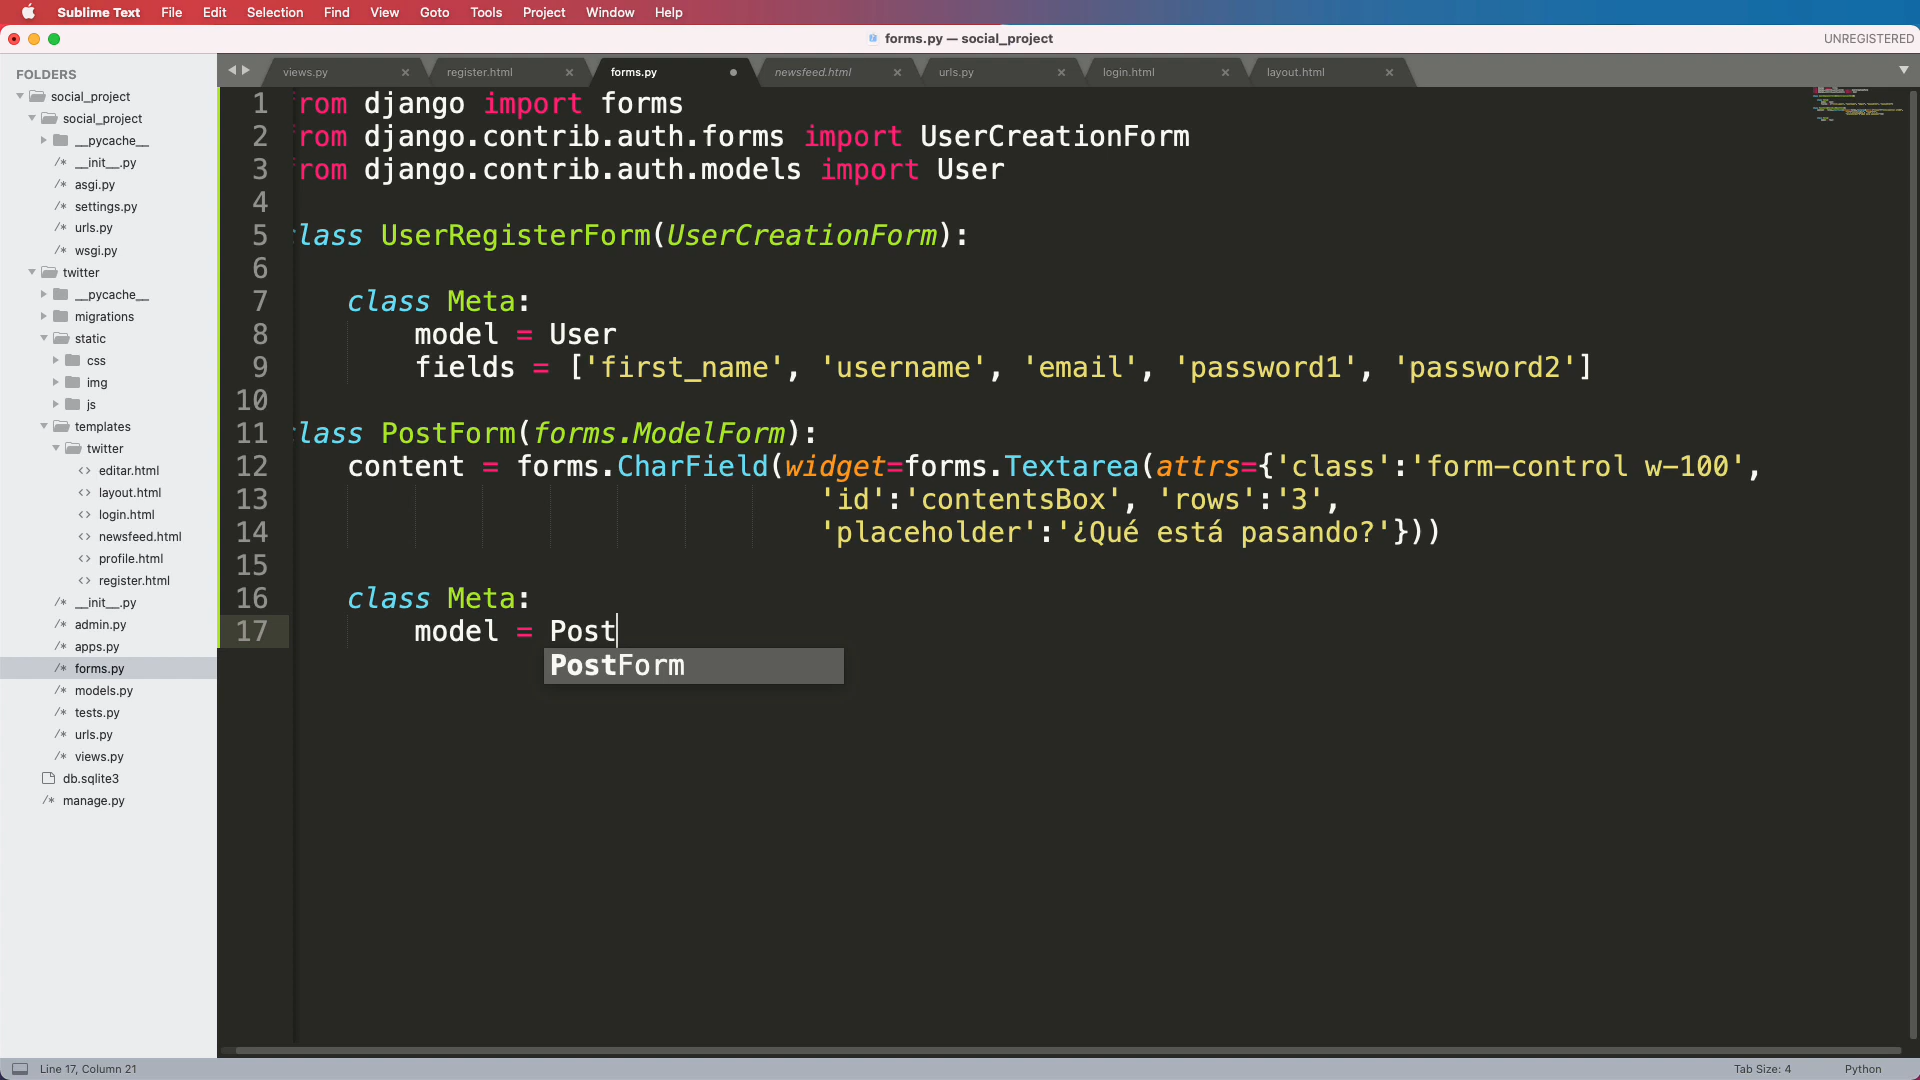 Sublime Text File Edit Selection Find View Goto Tools Project Window Help
forms.py — social_project
UNREGISTERED
FOLDERS
social_project
social_project
__pycache__
/* __init__.py
/* asgi.py
/* settings.py
/* urls.py
/* wsgi.py
twitter
__pycache__
migrations
static
css
img
js
templates
twitter
<> editar.html
<> layout.html
<> login.html
<> newsfeed.html
<> profile.html
<> register.html
/* __init__.py
/* admin.py
/* apps.py
/* forms.py
/* models.py
/* tests.py
/* urls.py
/* views.py
db.sqlite3
/* manage.py
views.py × register.html × forms.py newsfeed.html × urls.py × login.html × layout.html ×
1 rom django import forms
2 rom django.contrib.auth.forms import UserCreationForm
3 rom django.contrib.auth.models import User
4
5 lass UserRegisterForm(UserCreationForm):
6
7 class Meta:
8 model = User
9 fields = ['first_name', 'username', 'email', 'password1', 'password2']
10
11 lass PostForm(forms.ModelForm):
12 content = forms.CharField(widget=forms.Textarea(attrs={'class':'form-control w-100',
13 'id':'contentsBox', 'rows':'3',
14 'placeholder':'¿Qué está pasando?'}))
15
16 class Meta:
17 model = Post
PostForm
Line 17, Column 21
Tab Size: 4
Python